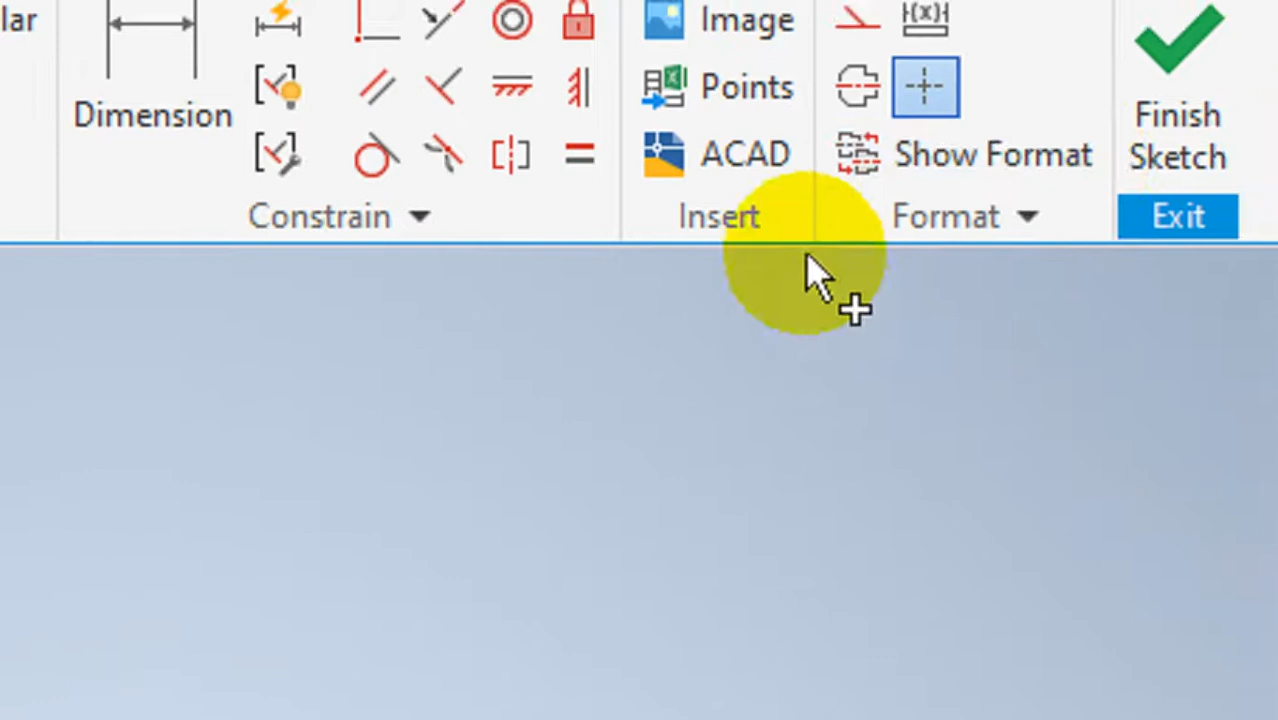 lar
Dimension
Constrain
Image
Points
ACAD
Insert
(x)
Show Format
Format
Finish
Sketch
Exit